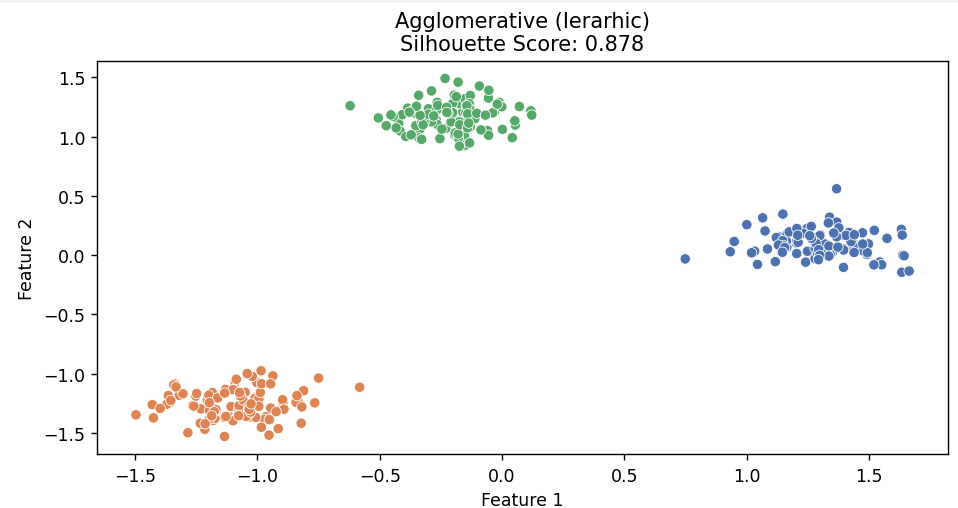 Agglomerative (Ierarhic)
Silhouette Score: 0.878
1.5
1.0
0.5
0.0
−0.5
−1.0
−1.5
Feature 2
−1.5 −1.0 −0.5 0.0 0.5 1.0 1.5
Feature 1